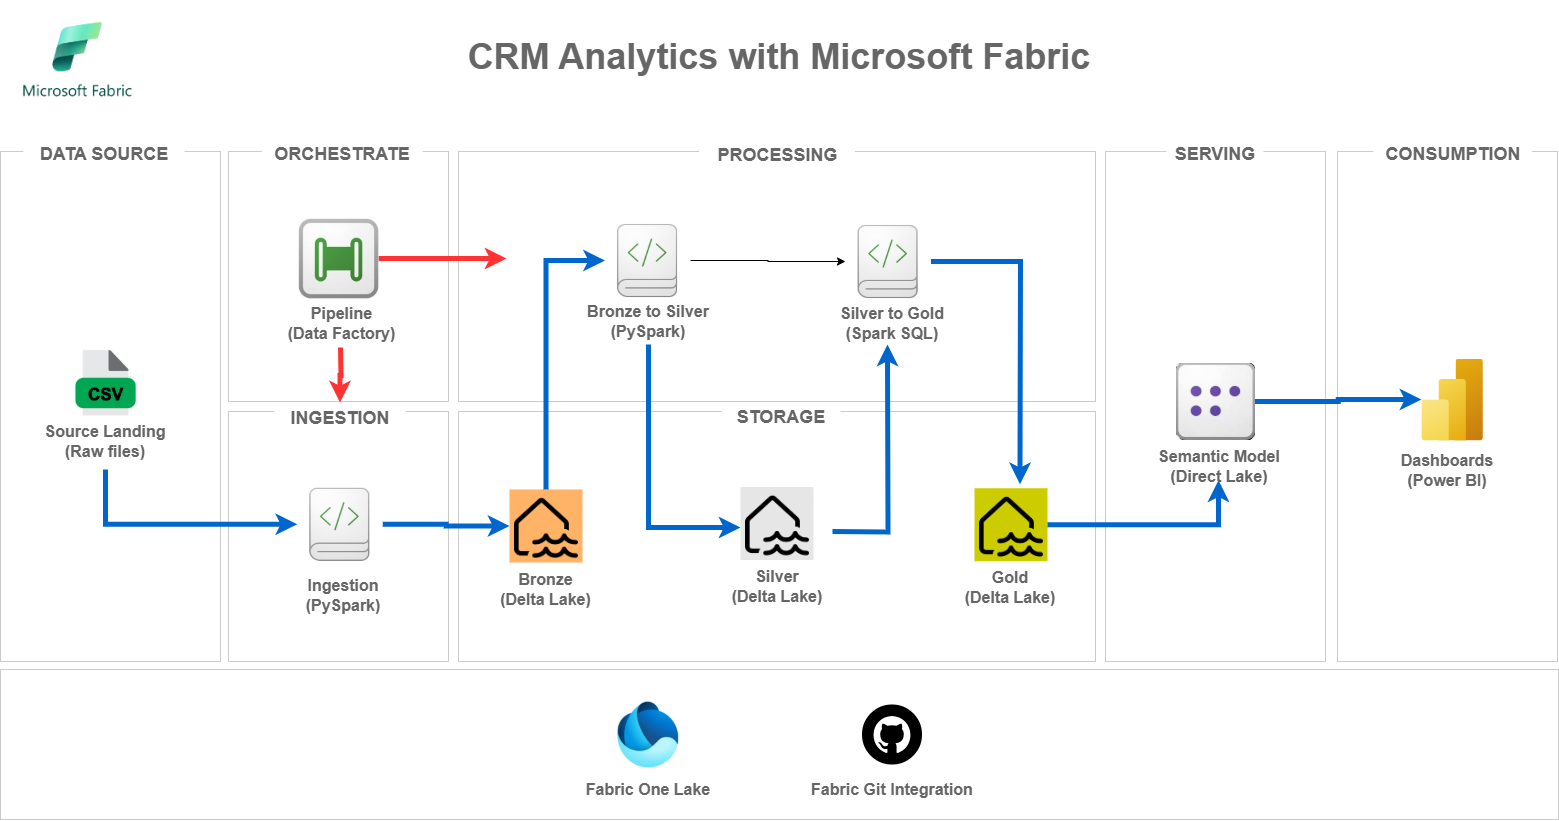 Microsoft Fabric
CRM Analytics with Microsoft Fabric
DATA SOURCE
ORCHESTRATE
PROCESSING
SERVING
CONSUMPTION
Pipeline
(Data Factory)
Bronze to Silver
(PySpark)
Silver to Gold
(Spark SQL)
CSV
Source Landing
(Raw files)
INGESTION
STORAGE
Semantic Model
(Direct Lake)
Dashboards
(Power BI)
Ingestion
(PySpark)
Bronze
(Delta Lake)
Silver
(Delta Lake)
Gold
(Delta Lake)
Fabric One Lake
Fabric Git Integration